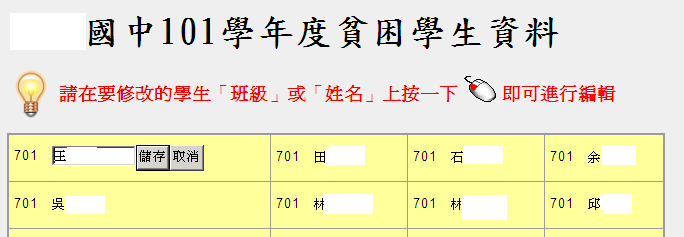 國中101學年度貧困學生資料
請在要修改的學生「班級」或「姓名」上按一下 即可進行編輯
701 王 儲存 取消 701 田 701 石 701 余
701 吳 701 林 701 林 701 邱